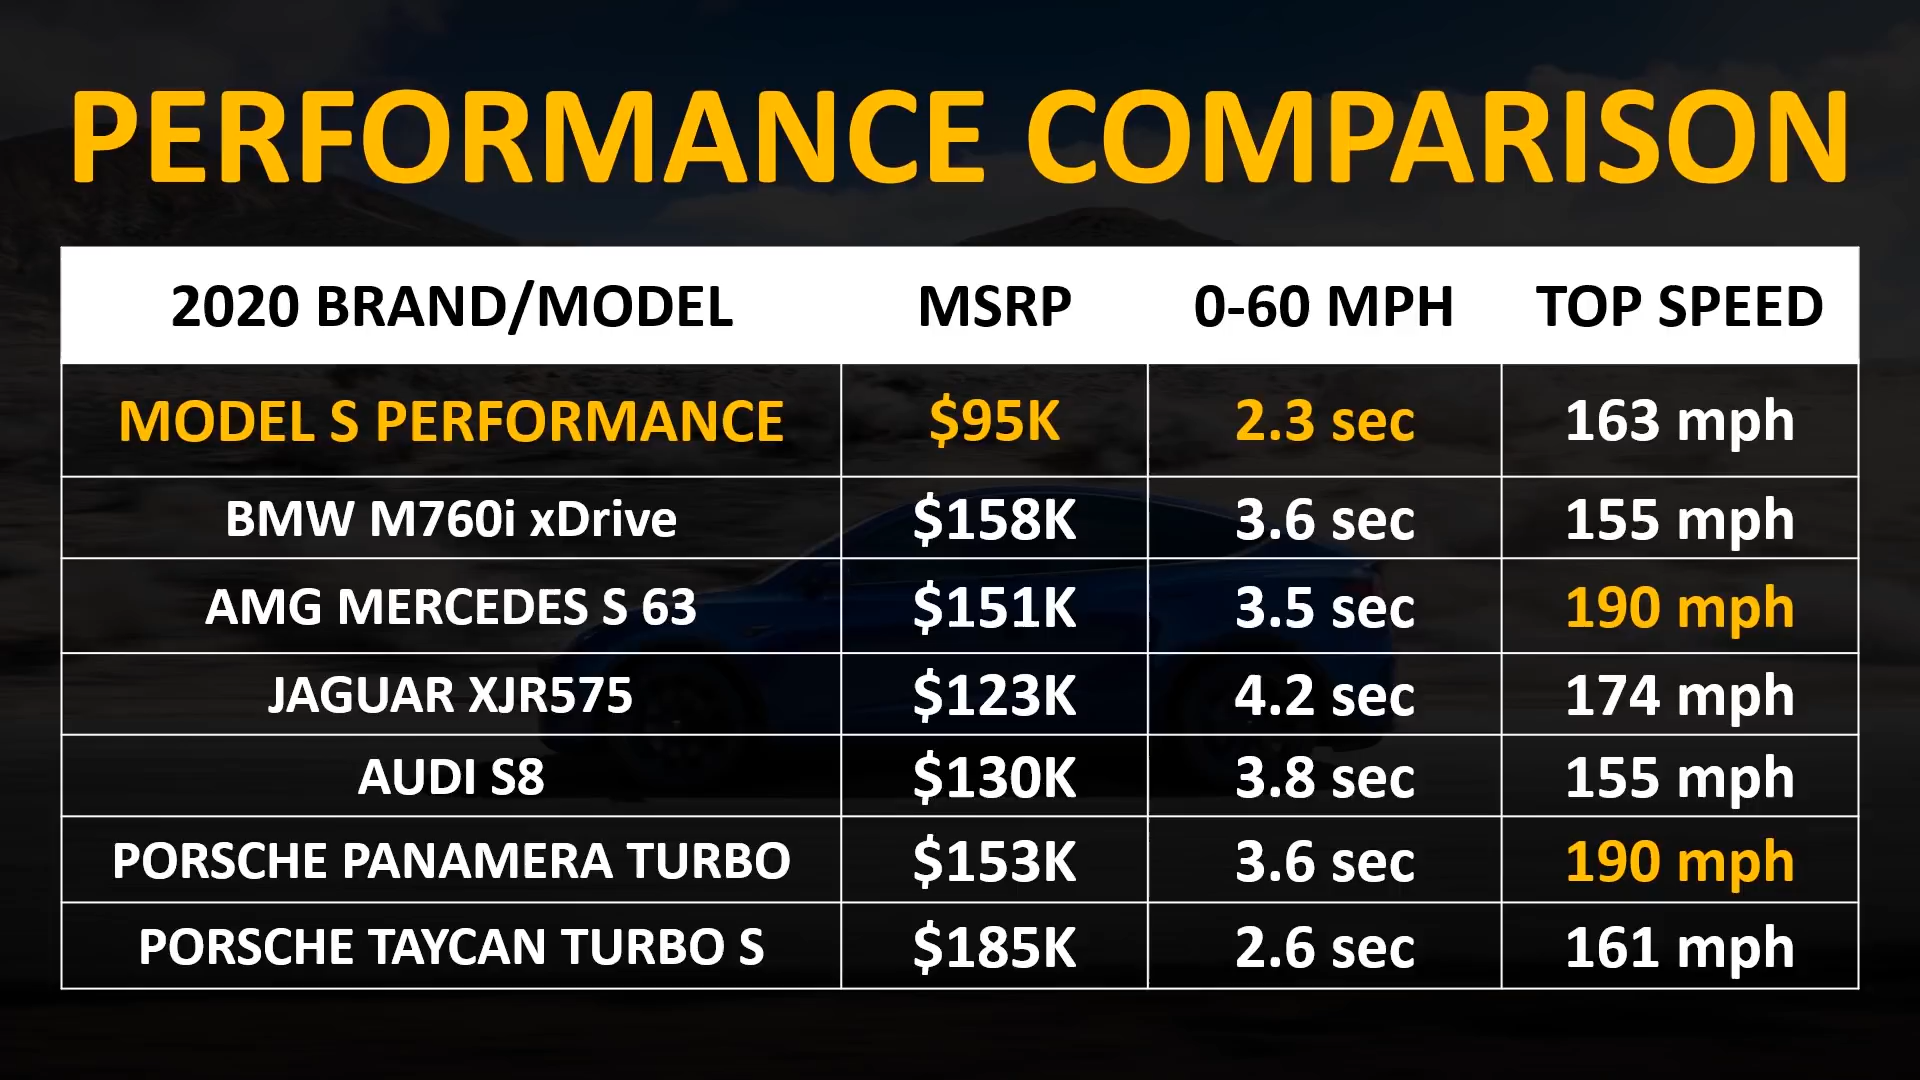 PERFORMANCE COMPARISON
2020 BRAND/MODEL MSRP 0-60 MPH TOP SPEED
MODEL S PERFORMANCE $95K 2.3 sec 163 mph
BMW M760i xDrive $158K 3.6 sec 155 mph
AMG MERCEDES S 63 $151K 3.5 sec 190 mph
JAGUAR XJR575 $123K 4.2 sec 174 mph
AUDI S8 $130K 3.8 sec 155 mph
PORSCHE PANAMERA TURBO $153K 3.6 sec 190 mph
PORSCHE TAYCAN TURBO S $185K 2.6 sec 161 mph